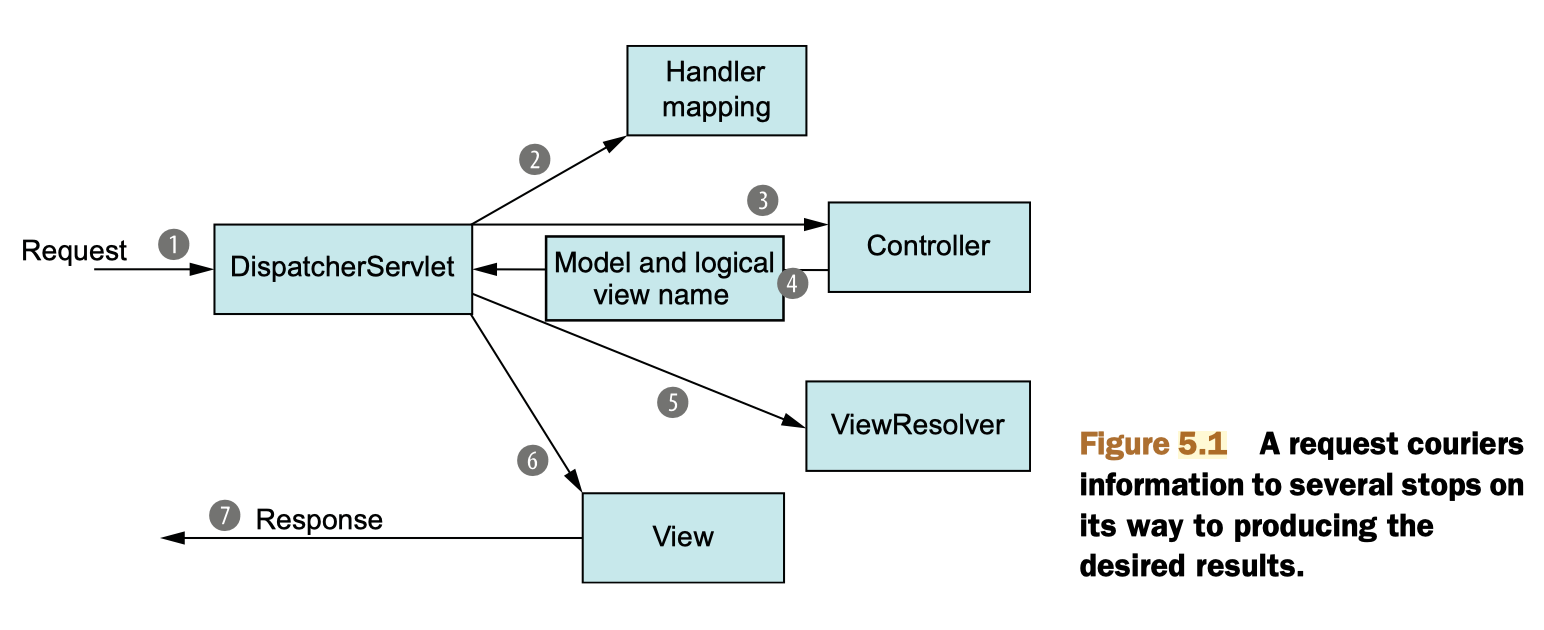 Handler
mapping
2
3
Request
1
DispatcherServlet
Model and logical
view name
4
Controller
5
ViewResolver
6
7
Response
View
Figure 5.1 A request couriers
information to several stops on
its way to producing the
desired results.